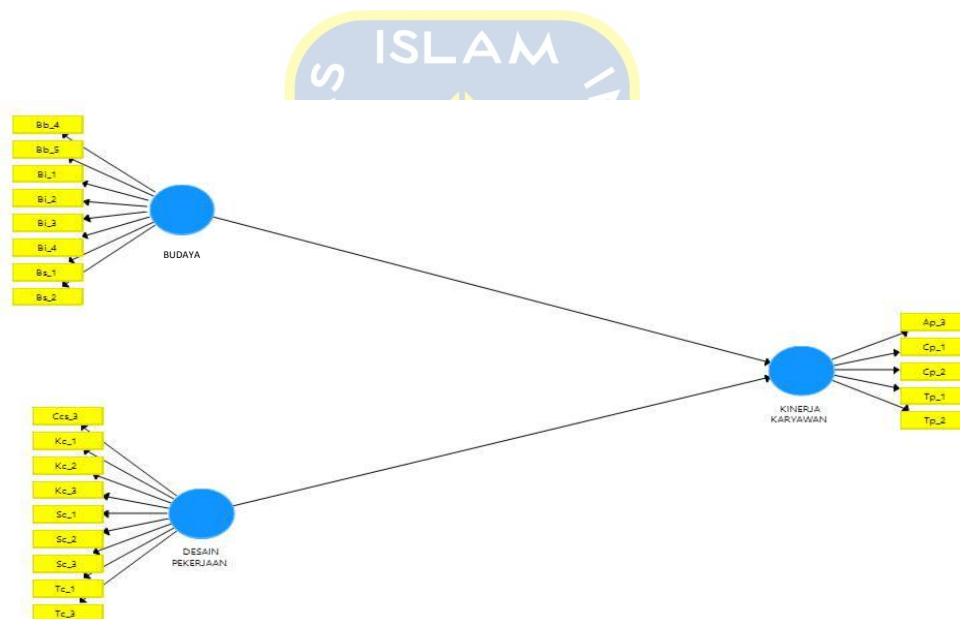 ISLAM
Bb_4
Bb_5
Bi_1
Bi_2
Bi_3
Bi_4
Bs_1
Bs_2
BUDAYA
Ap_3
Cp_1
Cp_2
Tp_1
Tp_2
KINERJA
KARYAWAN
Ccs_3
Kc_1
Kc_2
Kc_3
Sc_1
Sc_2
Sc_3
Tc_1
Tc_3
DESAIN
PEKERJAAN